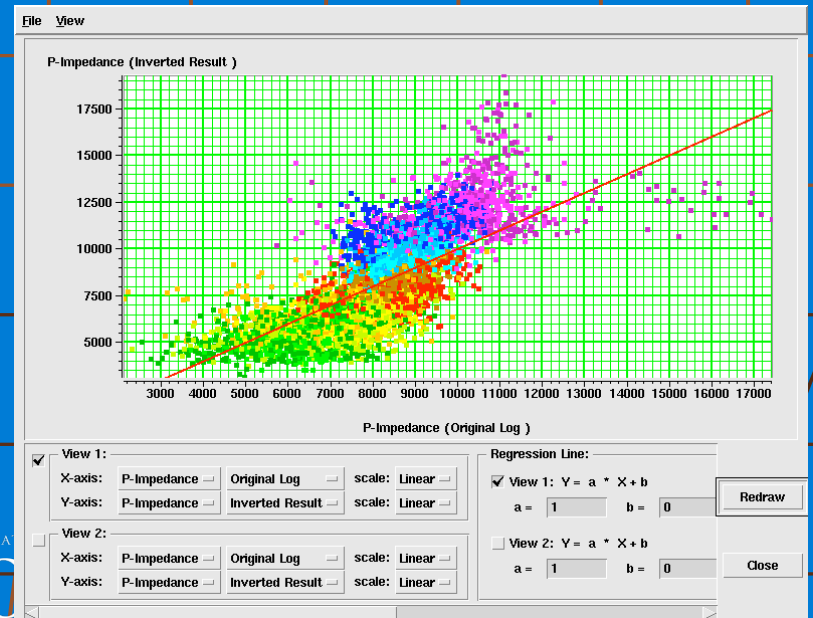 File View
P-Impedance (Inverted Result )
17500
15000
12500
10000
7500
5000
3000 4000 5000 6000 7000 8000 9000 10000 11000 12000 13000 14000 15000 16000 17000
P-Impedance (Original Log )
View 1:
X-axis: P-Impedance Original Log scale: Linear
Y-axis: P-Impedance Inverted Result scale: Linear
View 2:
X-axis: P-Impedance Original Log scale: Linear
Y-axis: P-Impedance Inverted Result scale: Linear
Regression Line:
View 1: Y = a * X + b
a = 1 b = 0
View 2: Y = a * X + b
a = 1 b = 0
Redraw
Close